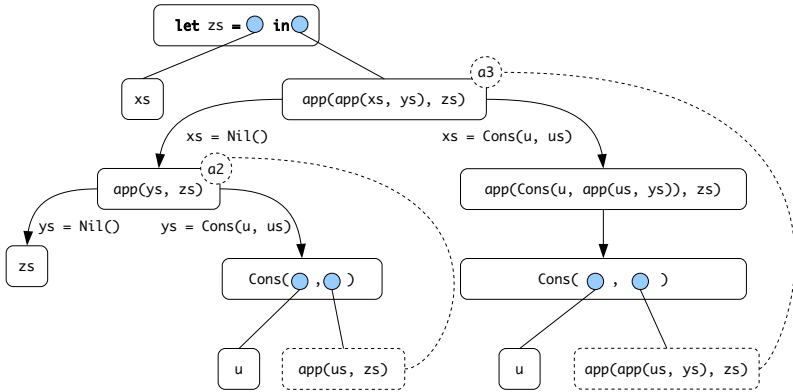 let zs = in
a3
xs
app(app(xs, ys), zs)
xs = Nil()
xs = Cons(u, us)
a2
app(ys, zs)
app(Cons(u, app(us, ys)), zs)
ys = Nil()
ys = Cons(u, us)
zs
Cons( , )
Cons( , )
u
app(us, zs)
u
app(app(us, ys), zs)